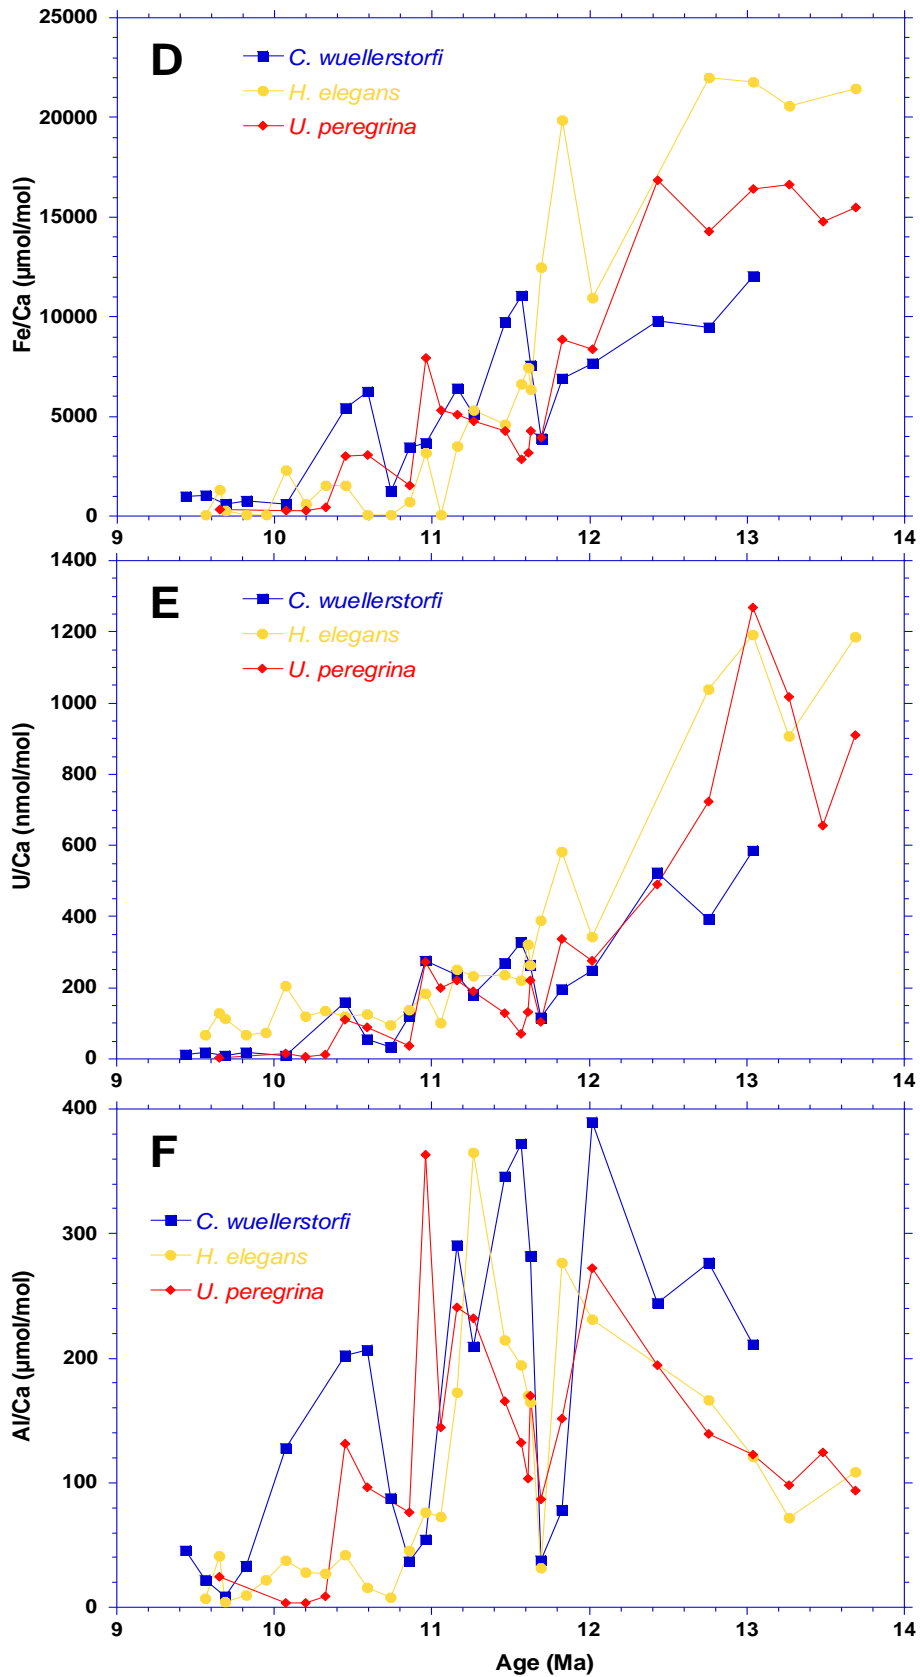 25000
D
C. wuellerstorfi
H. elegans
U. peregrina
20000
15000
Fe/Ca (µmol/mol)
10000
5000
0
9 10 11 12 13 14
1400
E
C. wuellerstorfi
H. elegans
U. peregrina
1200
1000
800
U/Ca (nmol/mol)
600
400
200
0
9 10 11 12 13 14
400
F
C. wuellerstorfi
H. elegans
U. peregrina
300
Al/Ca (µmol/mol)
200
100
0
9 10 11 12 13 14
Age (Ma)